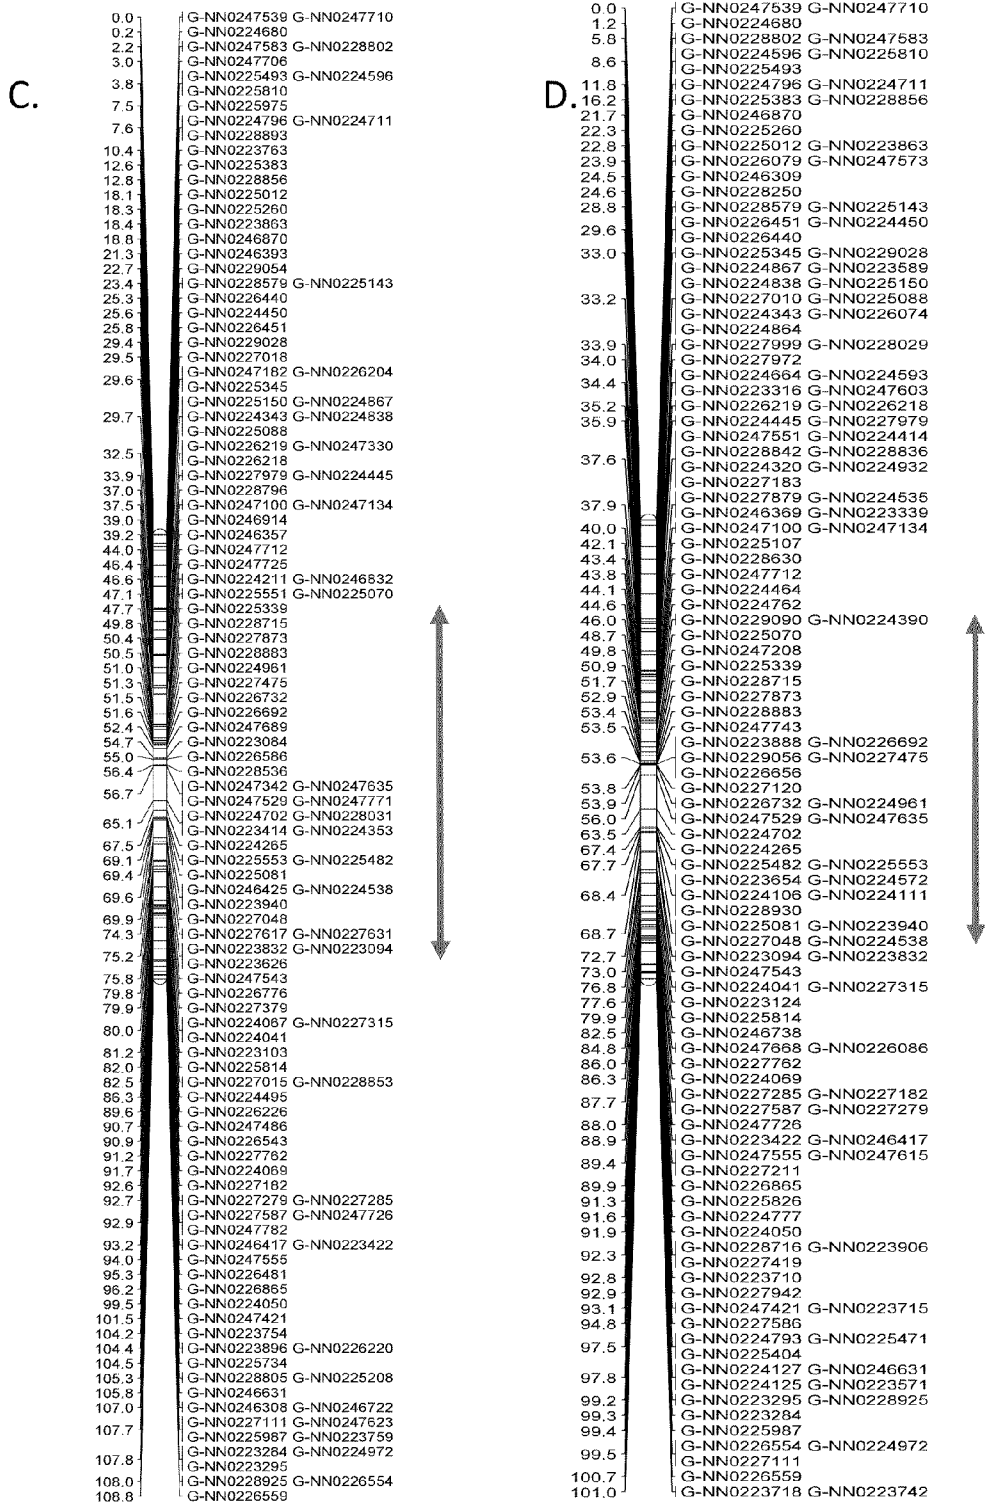 C.
0.0 G-NN0247539 G-NN0247710
0.2 G-NN0224680
2.2 G-NN0247583 G-NN0228802
3.0 G-NN0247706
3.8 G-NN0225493 G-NN0224596
G-NN0225810
7.5 G-NN0225975
7.6 G-NN0224796 G-NN0224711
G-NN0228893
10.4 G-NN0223763
12.6 G-NN0225383
12.8 G-NN0228856
18.1 G-NN0225012
18.3 G-NN0225260
18.4 G-NN0223863
18.8 G-NN0246870
21.3 G-NN0246393
22.7 G-NN0229054
23.4 G-NN0228579 G-NN0225143
25.3 G-NN0226440
25.6 G-NN0224450
25.8 G-NN0226451
29.4 G-NN0229028
29.5 G-NN0227018
29.6 G-NN0247182 G-NN0226204
G-NN0225345
G-NN0225150 G-NN0224867
29.7 G-NN0224343 G-NN0224838
G-NN0225088
32.5 G-NN0226219 G-NN0247330
G-NN0226218
33.9 G-NN0227979 G-NN0224445
37.0 G-NN0228796
37.5 G-NN0247100 G-NN0247134
39.0 G-NN0246914
39.2 G-NN0246357
44.0 G-NN0247712
46.4 G-NN0247725
46.6 G-NN0224211 G-NN0246832
47.1 G-NN0225551 G-NN0225070
47.7 G-NN0225339
49.8 G-NN0228715
50.4 G-NN0227873
50.5 G-NN0228883
51.0 G-NN0224961
51.3 G-NN0227475
51.5 G-NN0226732
51.6 G-NN0226692
52.4 G-NN0247689
54.7 G-NN0223084
55.0 G-NN0226586
56.4 G-NN0228536
56.7 G-NN0247342 G-NN0247635
G-NN0247529 G-NN0247771
65.1 G-NN0224702 G-NN0228031
G-NN0223414 G-NN0224353
67.5 G-NN0224265
69.1 G-NN0225553 G-NN0225482
69.4 G-NN0225081
69.6 G-NN0246425 G-NN0224538
G-NN0223940
69.9 G-NN0227048
74.3 G-NN0227617 G-NN0227631
75.2 G-NN0223832 G-NN0223094
G-NN0223626
75.8 G-NN0247543
79.8 G-NN0226776
79.9 G-NN0227379
80.0 G-NN0224067 G-NN0227315
G-NN0224041
81.2 G-NN0223103
82.0 G-NN0225814
82.5 G-NN0227015 G-NN0228853
86.3 G-NN0224495
89.6 G-NN0226226
90.7 G-NN0247486
90.9 G-NN0226543
91.2 G-NN0227762
91.7 G-NN0224069
92.6 G-NN0227182
92.7 G-NN0227279 G-NN0227285
92.9 G-NN0227587 G-NN0247726
G-NN0247782
93.2 G-NN0246417 G-NN0223422
94.0 G-NN0247555
95.3 G-NN0226481
96.2 G-NN0226865
99.5 G-NN0224050
101.5 G-NN0247421
104.2 G-NN0223754
104.4 G-NN0223896 G-NN0226220
104.5 G-NN0225734
105.3 G-NN0228805 G-NN0225208
105.8 G-NN0246631
107.0 G-NN0246308 G-NN0246722
107.7 G-NN0227111 G-NN0247623
G-NN0225987 G-NN0223759
107.8 G-NN0223284 G-NN0224972
G-NN0223295
108.0 G-NN0228925 G-NN0226554
108.8 G-NN0226559
D.
0.0 G-NN0247539 G-NN0247710
1.2 G-NN0224680
5.8 G-NN0228802 G-NN0247583
8.6 G-NN0224596 G-NN0225810
G-NN0225493
11.8 G-NN0224796 G-NN0224711
16.2 G-NN0225383 G-NN0228856
21.7 G-NN0246870
22.3 G-NN0225260
22.8 G-NN0225012 G-NN0223863
23.9 G-NN0226079 G-NN0247573
24.5 G-NN0246309
24.6 G-NN0228250
28.8 G-NN0228579 G-NN0225143
29.6 G-NN0226451 G-NN0224450
G-NN0226440
33.0 G-NN0225345 G-NN0229028
G-NN0224867 G-NN0223589
G-NN0224838 G-NN0225150
33.2 G-NN0227010 G-NN0225088
G-NN0224343 G-NN0226074
G-NN0224864
33.9 G-NN0227999 G-NN0228029
34.0 G-NN0227972
34.4 G-NN0224664 G-NN0224593
G-NN0223316 G-NN0247603
35.2 G-NN0226219 G-NN0226218
35.9 G-NN0224445 G-NN0227979
G-NN0247551 G-NN0224414
37.6 G-NN0228842 G-NN0228836
G-NN0224320 G-NN0224932
G-NN0227183
37.9 G-NN0227879 G-NN0224535
G-NN0246369 G-NN0223339
40.0 G-NN0247100 G-NN0247134
42.1 G-NN0225107
43.4 G-NN0228630
43.8 G-NN0247712
44.1 G-NN0224464
44.6 G-NN0224762
46.0 G-NN0229090 G-NN0224390
48.7 G-NN0225070
49.8 G-NN0247208
50.9 G-NN0225339
51.7 G-NN0228715
52.9 G-NN0227873
53.4 G-NN0228883
53.5 G-NN0247743
G-NN0223888 G-NN0226692
53.6 G-NN0229056 G-NN0227475
G-NN0226656
53.8 G-NN0227120
53.9 G-NN0226732 G-NN0224961
56.0 G-NN0247529 G-NN0247635
63.5 G-NN0224702
67.4 G-NN0224265
67.7 G-NN0225482 G-NN0225553
G-NN0223654 G-NN0224572
68.4 G-NN0224106 G-NN0224111
G-NN0228930
68.7 G-NN0225081 G-NN0223940
G-NN0227048 G-NN0224538
72.7 G-NN0223094 G-NN0223832
73.0 G-NN0247543
76.8 G-NN0224041 G-NN0227315
77.6 G-NN0223124
79.9 G-NN0225814
82.5 G-NN0246738
84.8 G-NN0247668 G-NN0226086
86.0 G-NN0227762
86.3 G-NN0224069
87.7 G-NN0227285 G-NN0227182
G-NN0227587 G-NN0227279
88.0 G-NN0247726
88.9 G-NN0223422 G-NN0246417
89.4 G-NN0247555 G-NN0247615
G-NN0227211
89.9 G-NN0226865
91.3 G-NN0225826
91.6 G-NN0224777
91.9 G-NN0224050
92.3 G-NN0228716 G-NN0223906
G-NN0227419
92.8 G-NN0223710
92.9 G-NN0227942
93.1 G-NN0247421 G-NN0223715
94.8 G-NN0227586
97.5 G-NN0224793 G-NN0225471
G-NN0225404
97.8 G-NN0224127 G-NN0246631
G-NN0224125 G-NN0223571
99.2 G-NN0223295 G-NN0228925
99.3 G-NN0223284
99.4 G-NN0225987
99.5 G-NN0226554 G-NN0224972
G-NN0227111
100.7 G-NN0226559
101.0 G-NN0223718 G-NN0223742